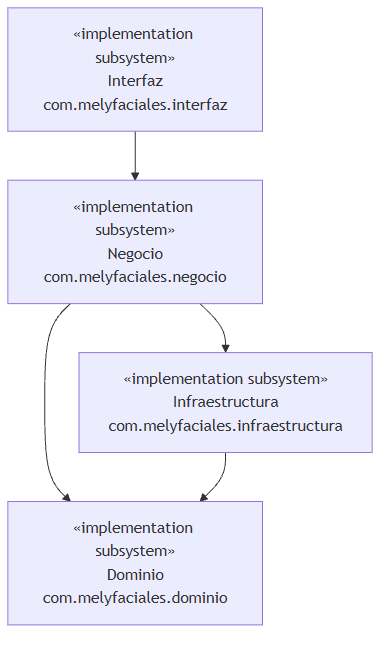 «implementation
subsystem»
Interfaz
com.melyfaciales.interfaz
«implementation
subsystem»
Negocio
com.melyfaciales.negocio
«implementation subsystem»
Infraestructura
com.melyfaciales.infraestructura
«implementation
subsystem»
Dominio
com.melyfaciales.dominio